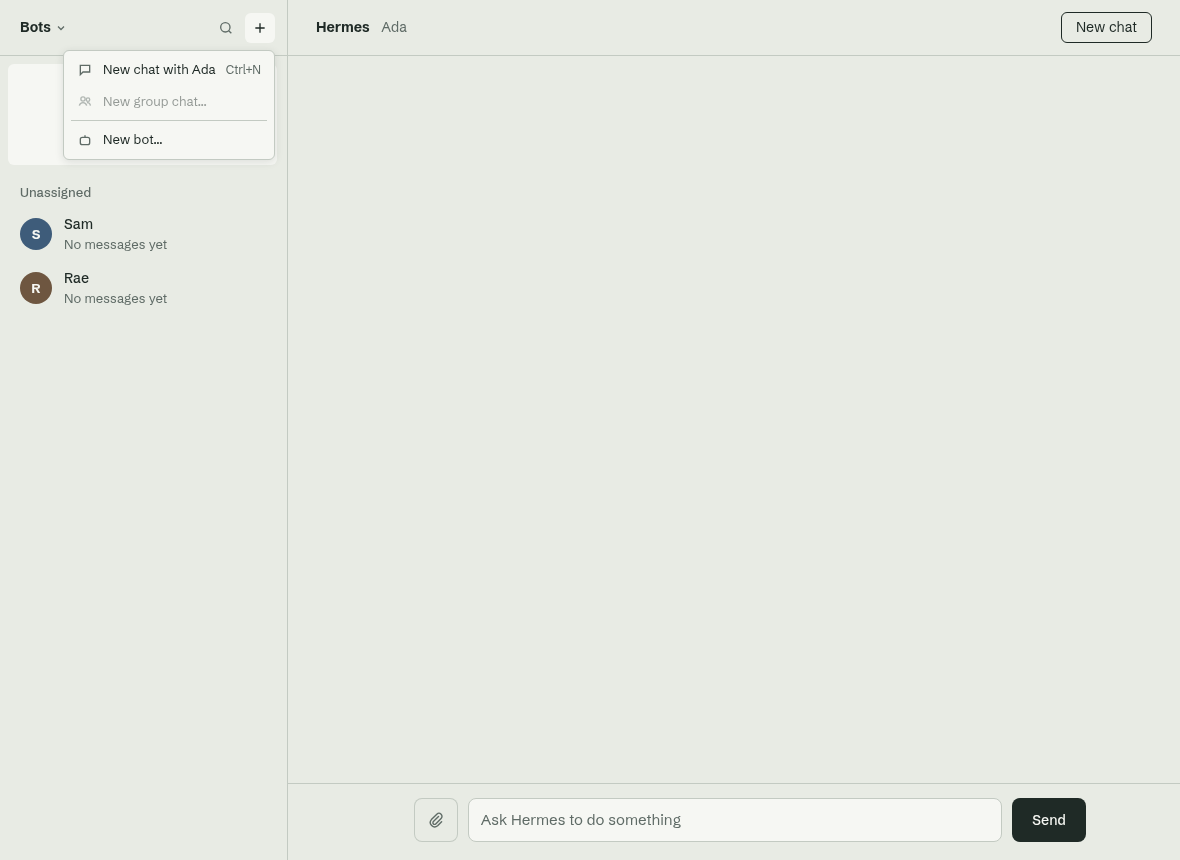 Bots
Hermes Ada
New chat
New chat with Ada Ctrl+N
New group chat...
New bot...
Unassigned
S
Sam
No messages yet
R
Rae
No messages yet
Ask Hermes to do something
Send